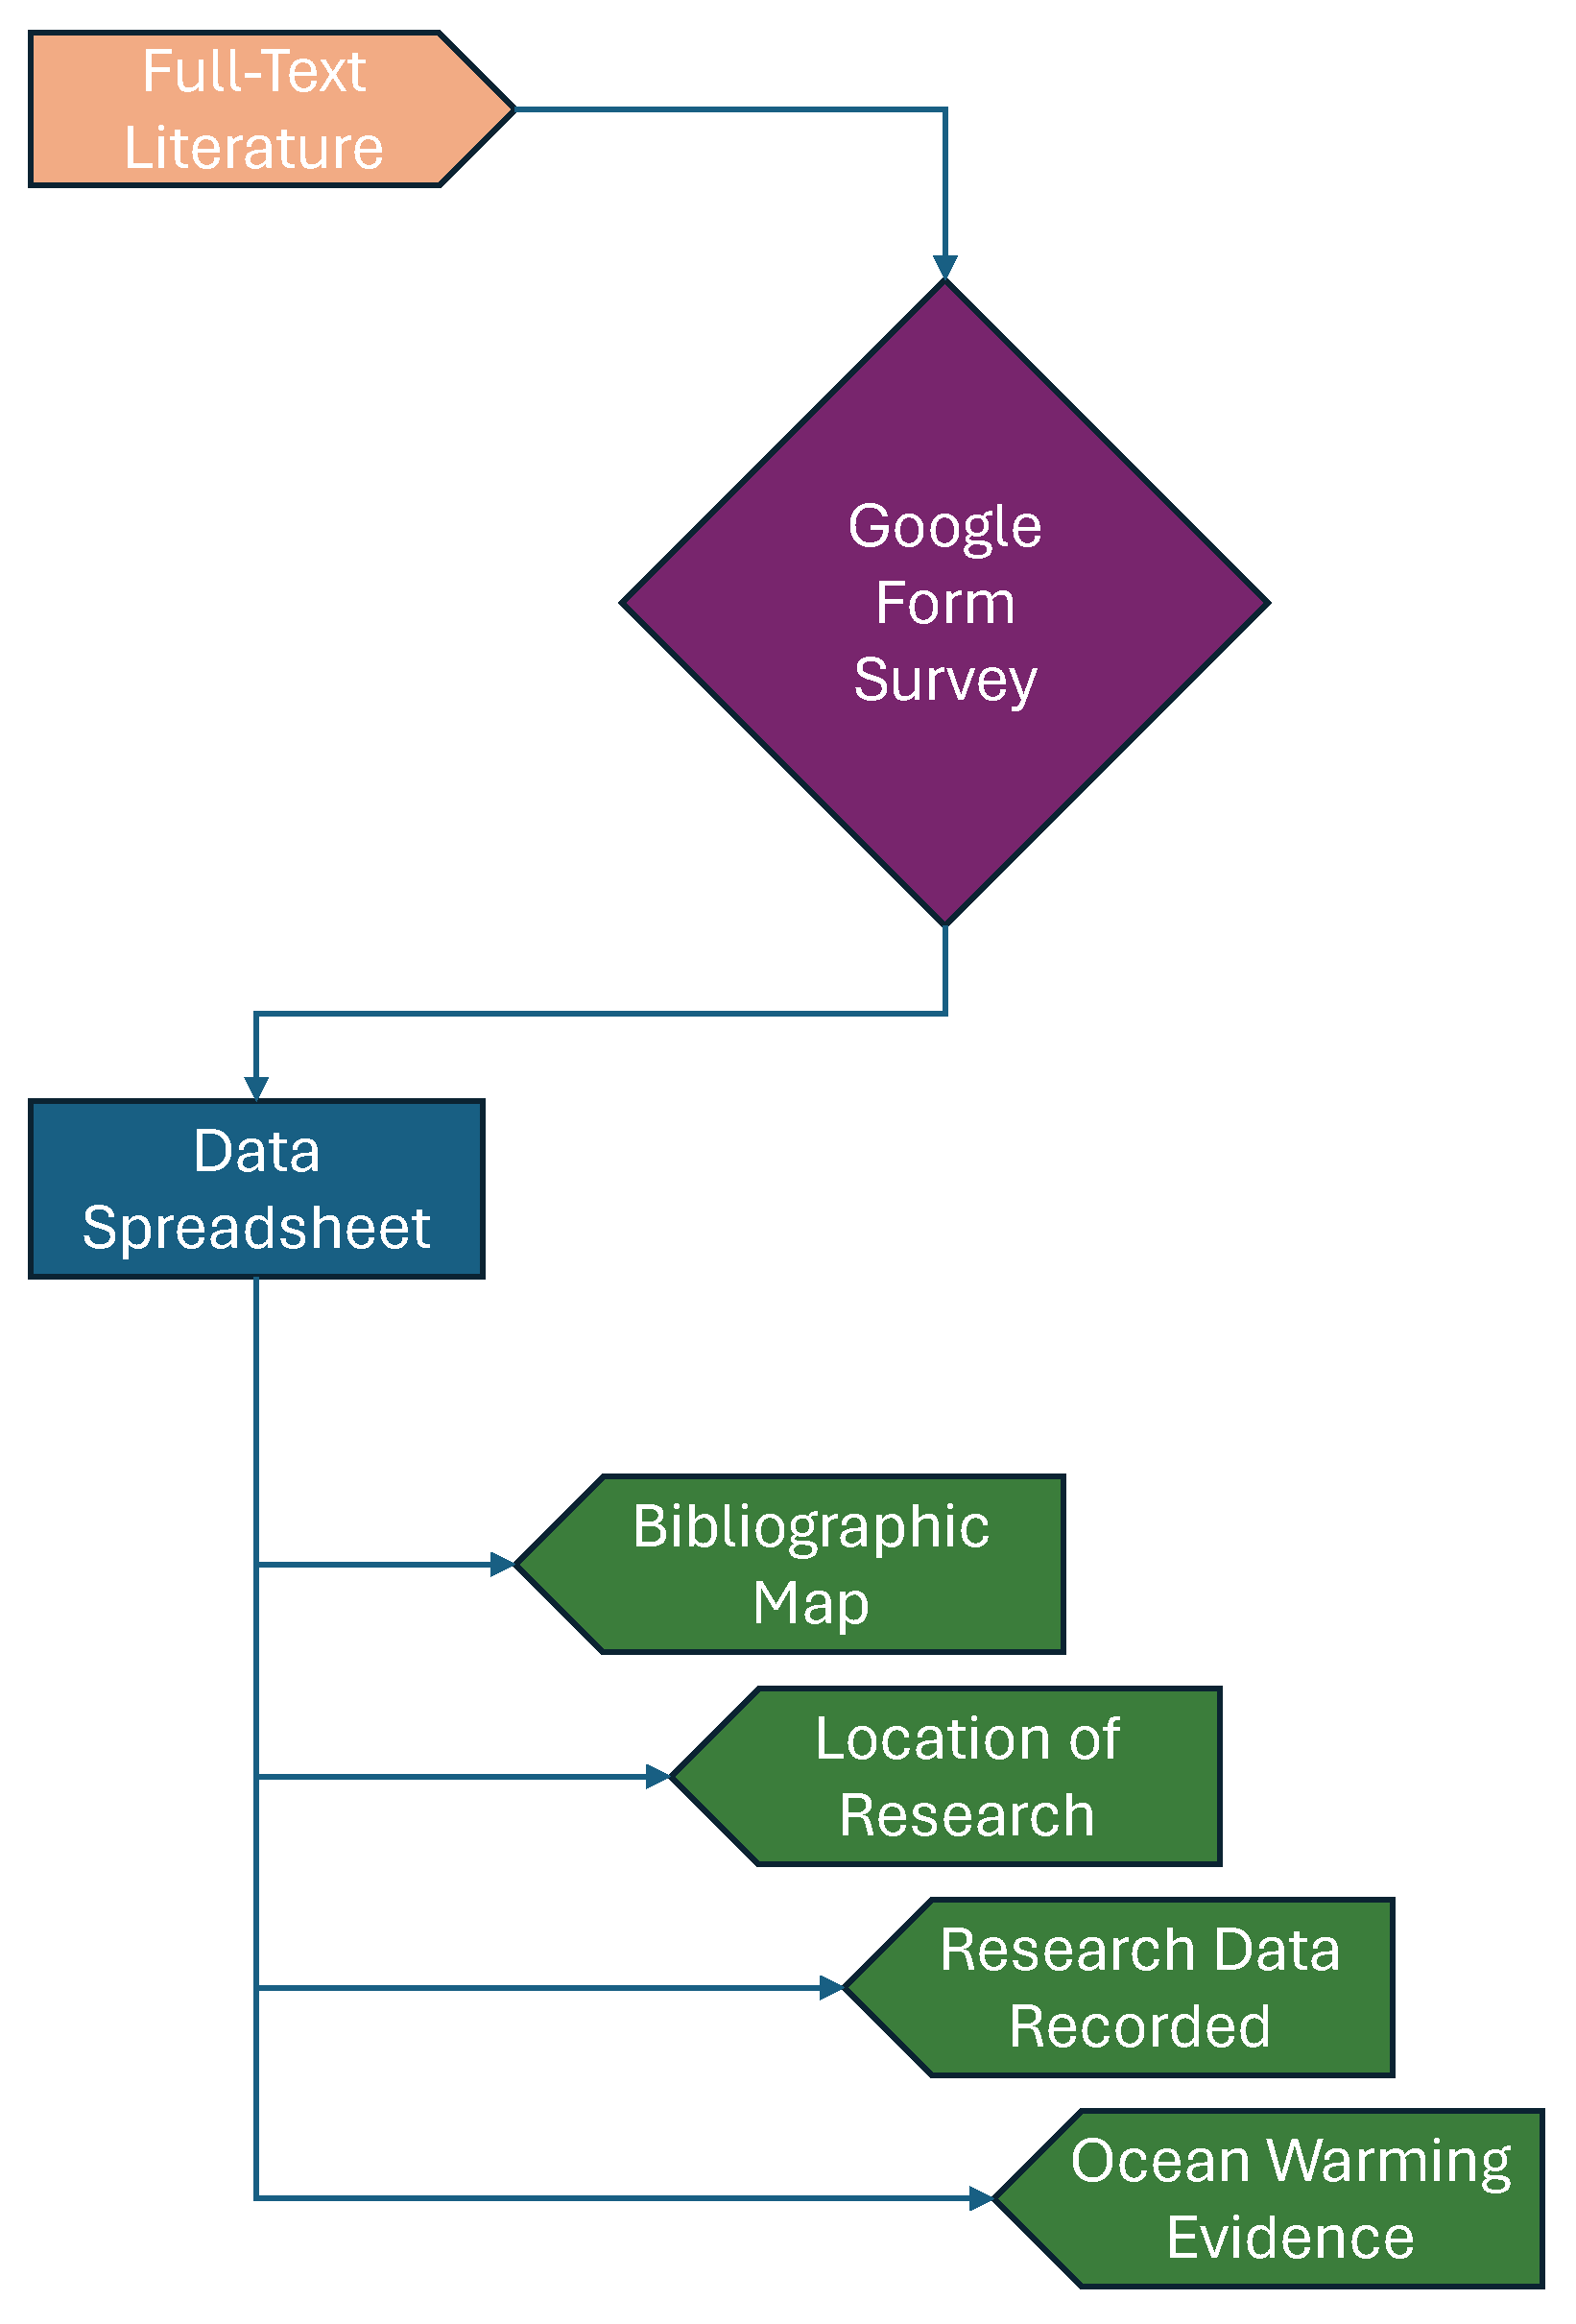 Full-Text
Literature
Google
Form
Survey
Data
Spreadsheet
Bibliographic
Map
Location of
Research
Research Data
Recorded
Ocean Warming
Evidence